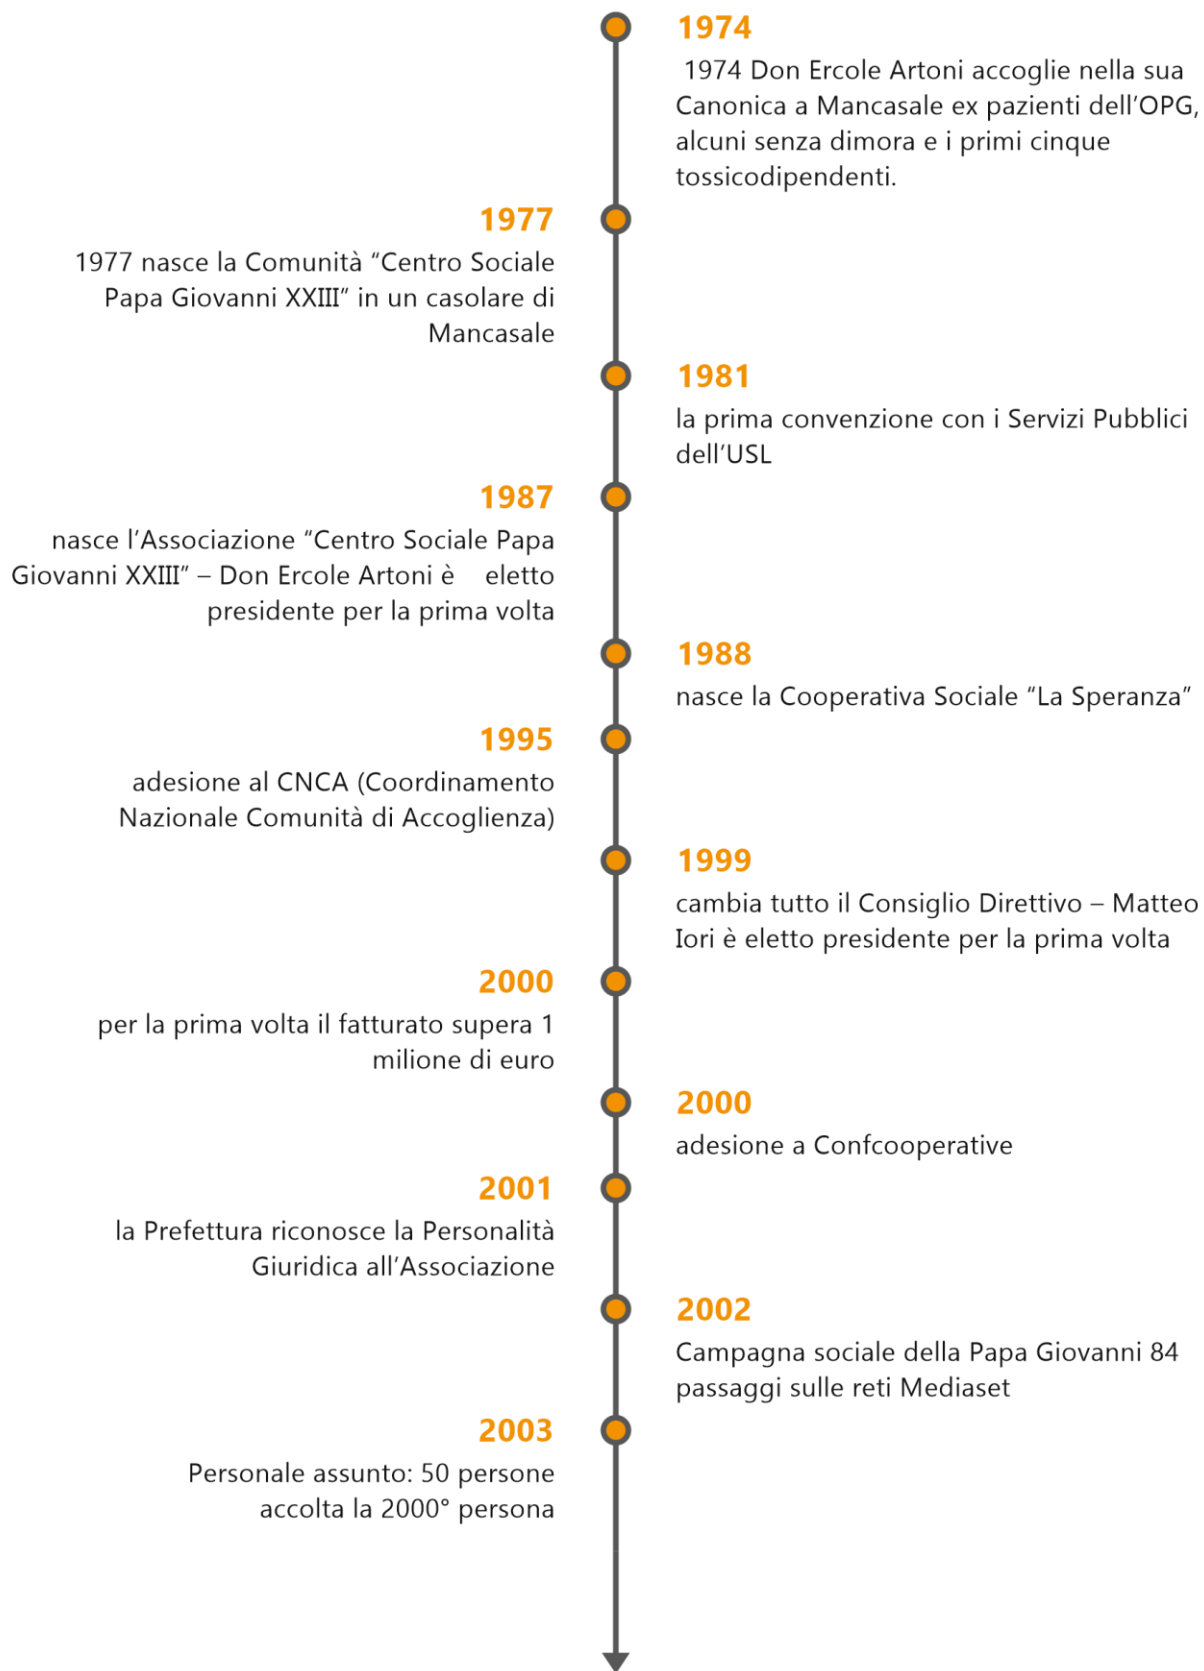 1974
1974 Don Ercole Artoni accoglie nella sua
Canonica a Mancasale ex pazienti dell'OPG,
alcuni senza dimora e i primi cinque
tossicodipendenti.
1977
1977 nasce la Comunità “Centro Sociale
Papa Giovanni XXIII” in un casolare di
Mancasale
1981
la prima convenzione con i Servizi Pubblici
dell'USL
1987
nasce l'Associazione “Centro Sociale Papa
Giovanni XXIII” – Don Ercole Artoni è eletto
presidente per la prima volta
1988
nasce la Cooperativa Sociale “La Speranza”
1995
adesione al CNCA (Coordinamento
Nazionale Comunità di Accoglienza)
1999
cambia tutto il Consiglio Direttivo – Matteo
Iori è eletto presidente per la prima volta
2000
per la prima volta il fatturato supera 1
milione di euro
2000
adesione a Confcooperative
2001
la Prefettura riconosce la Personalità
Giuridica all'Associazione
2002
Campagna sociale della Papa Giovanni 84
passaggi sulle reti Mediaset
2003
Personale assunto: 50 persone
accolta la 2000° persona